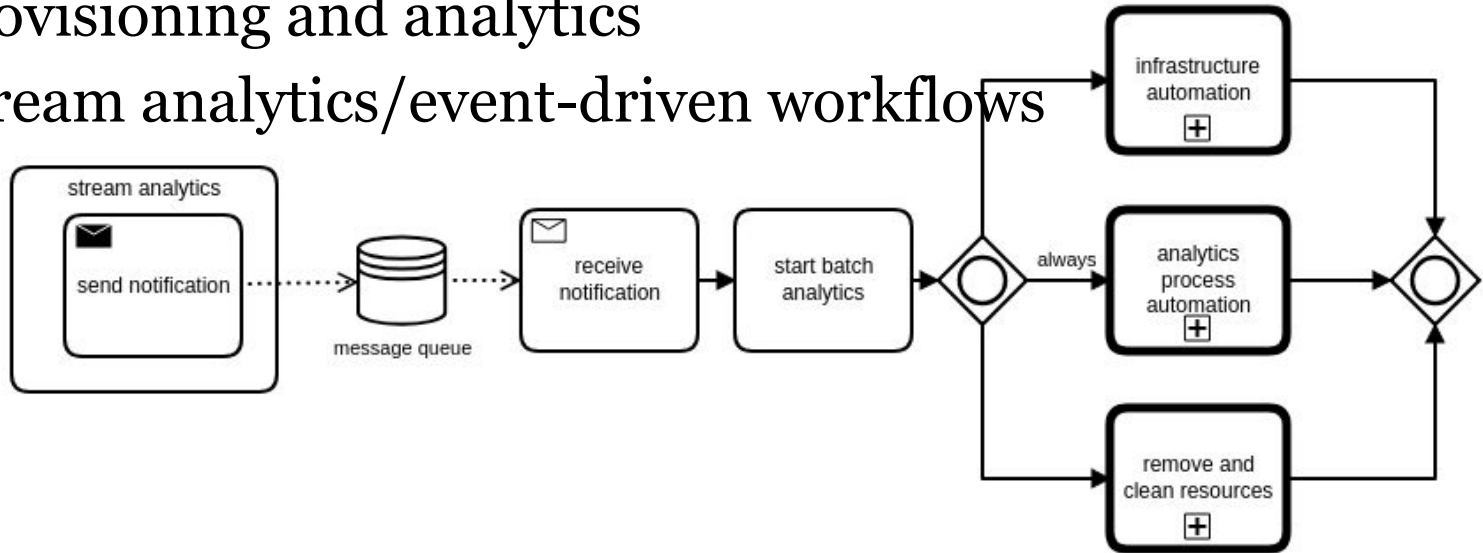 ovisioning and analytics
ream analytics/event-driven workflows
stream analytics
send notification
message queue
receive
notification
start batch
analytics
always
infrastructure
automation
analytics
process
automation
remove and
clean resources